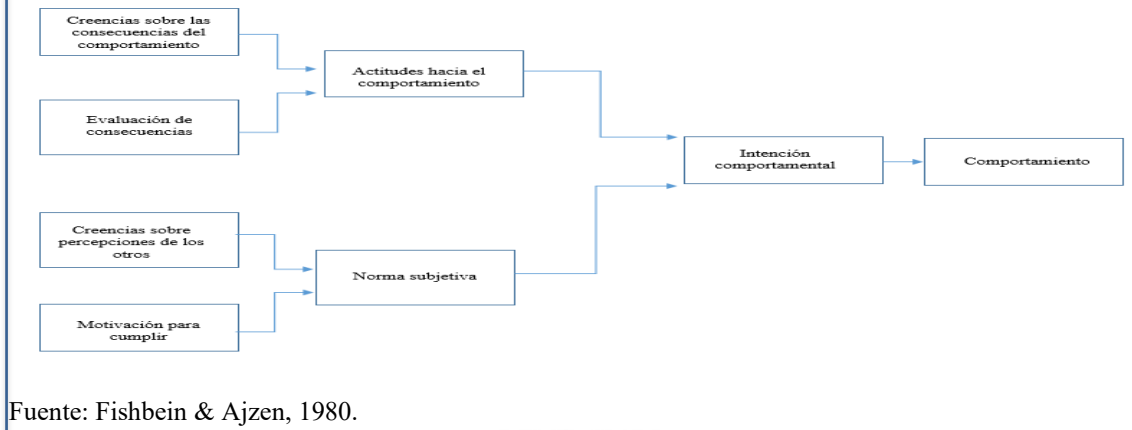 Creencias sobre las
consecuencias del
comportamiento
Evaluación de
consecuencias
Actitudes hacia el
comportamiento
Creencias sobre
percepciones de los
otros
Motivación para
cumplir
Norma subjetiva
Intención
comportamental
Comportamiento
Fuente: Fishbein & Ajzen, 1980.